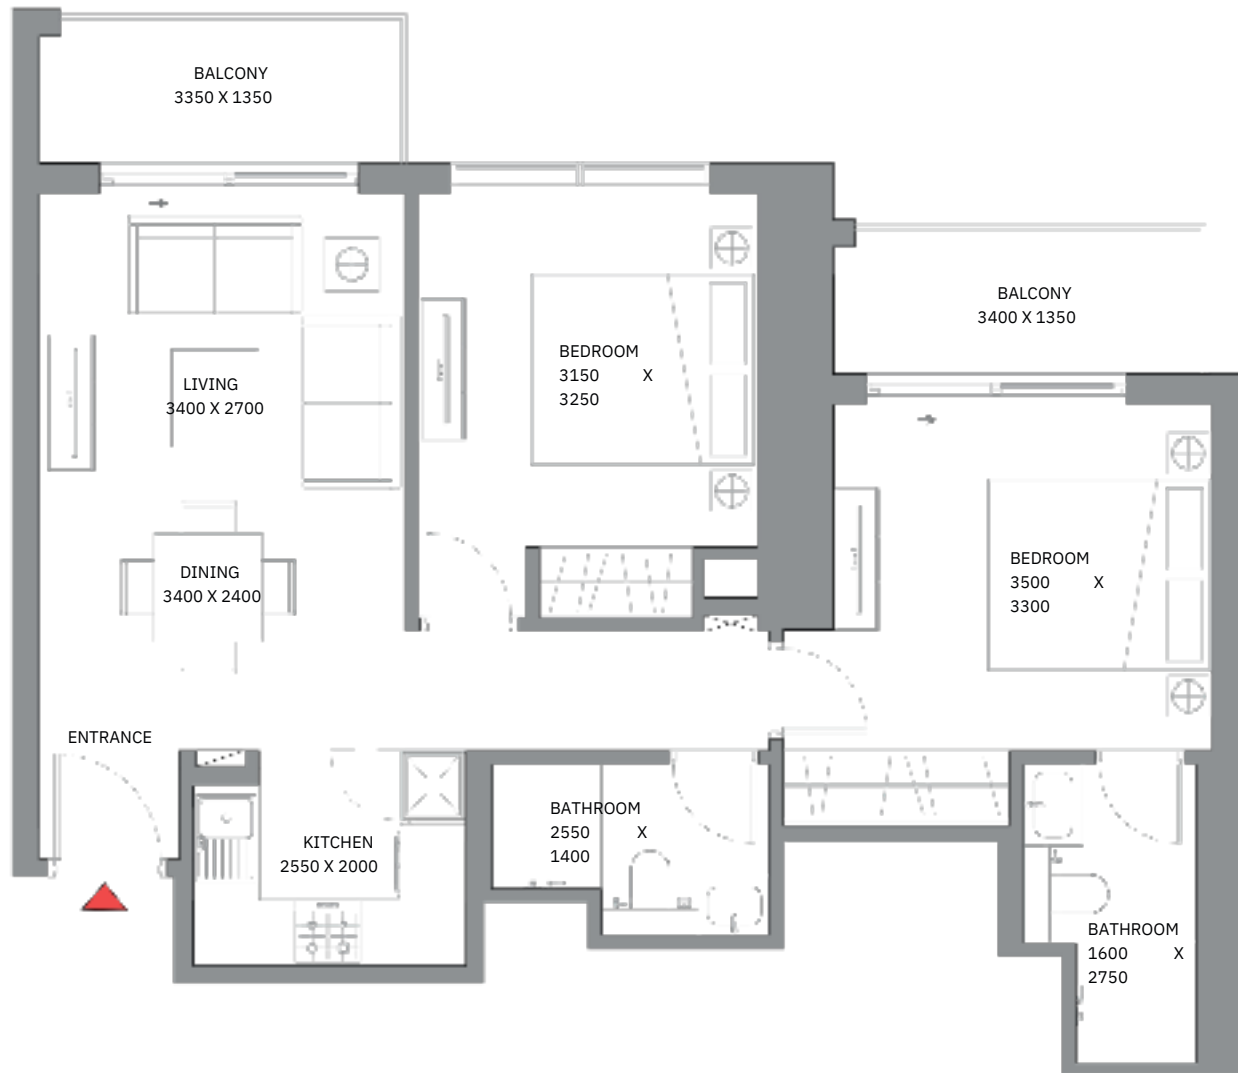 BALCONY
3350 X 1350
BALCONY
3400 X 1350
BEDROOM
3150 X
3250
LIVING
3400 X 2700
BEDROOM
3500 X
3300
DINING
3400 X 2400
ENTRANCE
BATHROOM
2550 X
1400
KITCHEN
2550 X 2000
BATHROOM
1600 X
2750